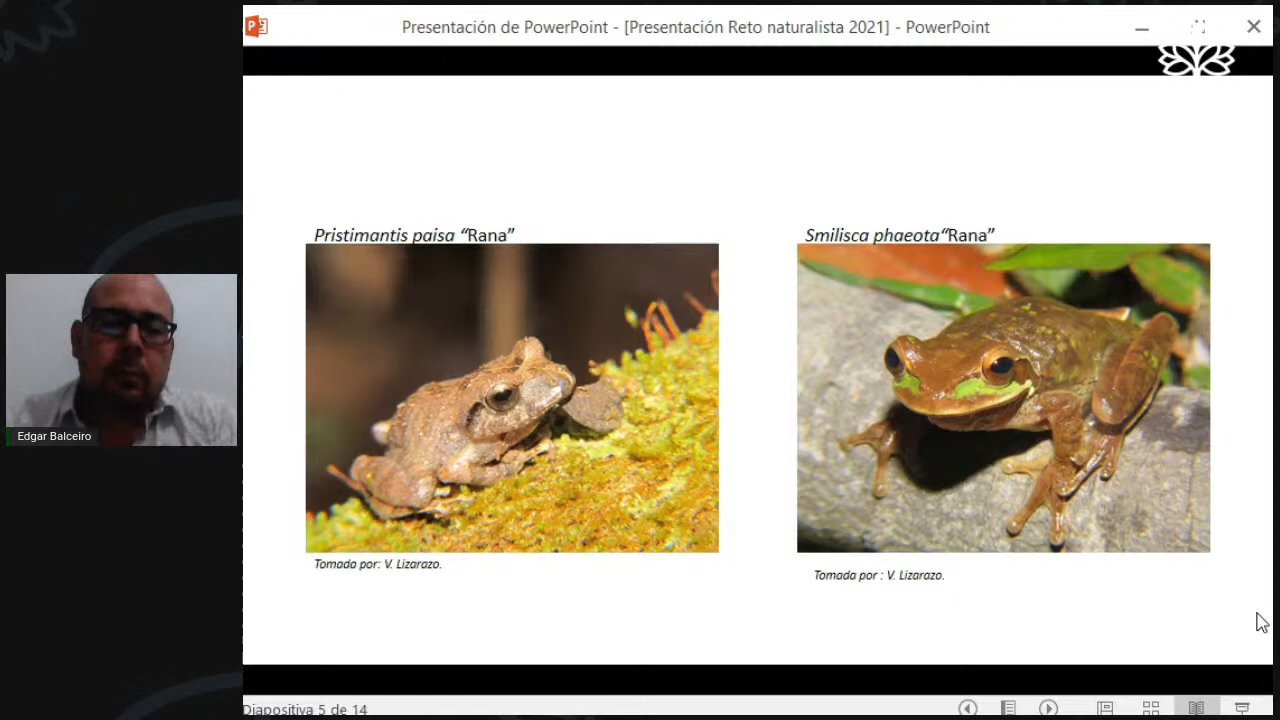 Presentación de PowerPoint - [Presentación Reto naturalista 2021] - PowerPoint
Pristimantis paisa “Rana”
Smilisca phaeota“Rana”
Edgar Balceiro
Tomada por: V. Lizarazo.
Tomada por : V. Lizarazo.
Diapositiva 5 de 14